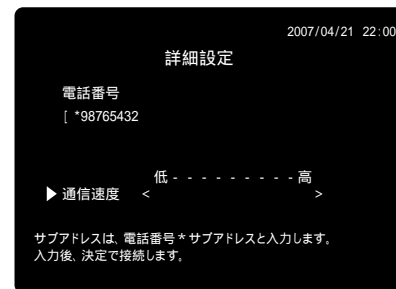 2007/04/21 22:00
詳細設定
電話番号
[ *98765432
低 - - - - - - - - - 高
▶ 通信速度 < >
サブアドレスは、電話番号＊サブアドレスと入力します。
入力後、決定で接続します。